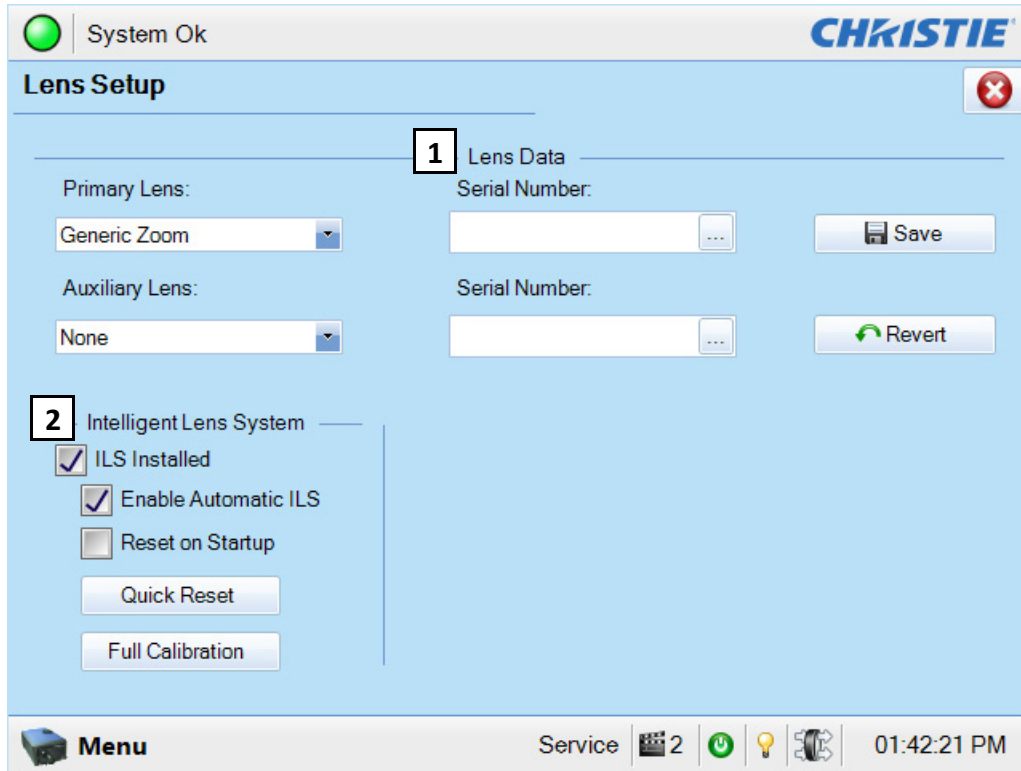 System Ok
CHRISTIE
Lens Setup
1 Lens Data
Primary Lens:
Serial Number:
Generic Zoom
...
Save
Auxiliary Lens:
Serial Number:
None
...
Revert
2 Intelligent Lens System
ILS Installed
Enable Automatic ILS
Reset on Startup
Quick Reset
Full Calibration
Menu
Service
2
01:42:21 PM